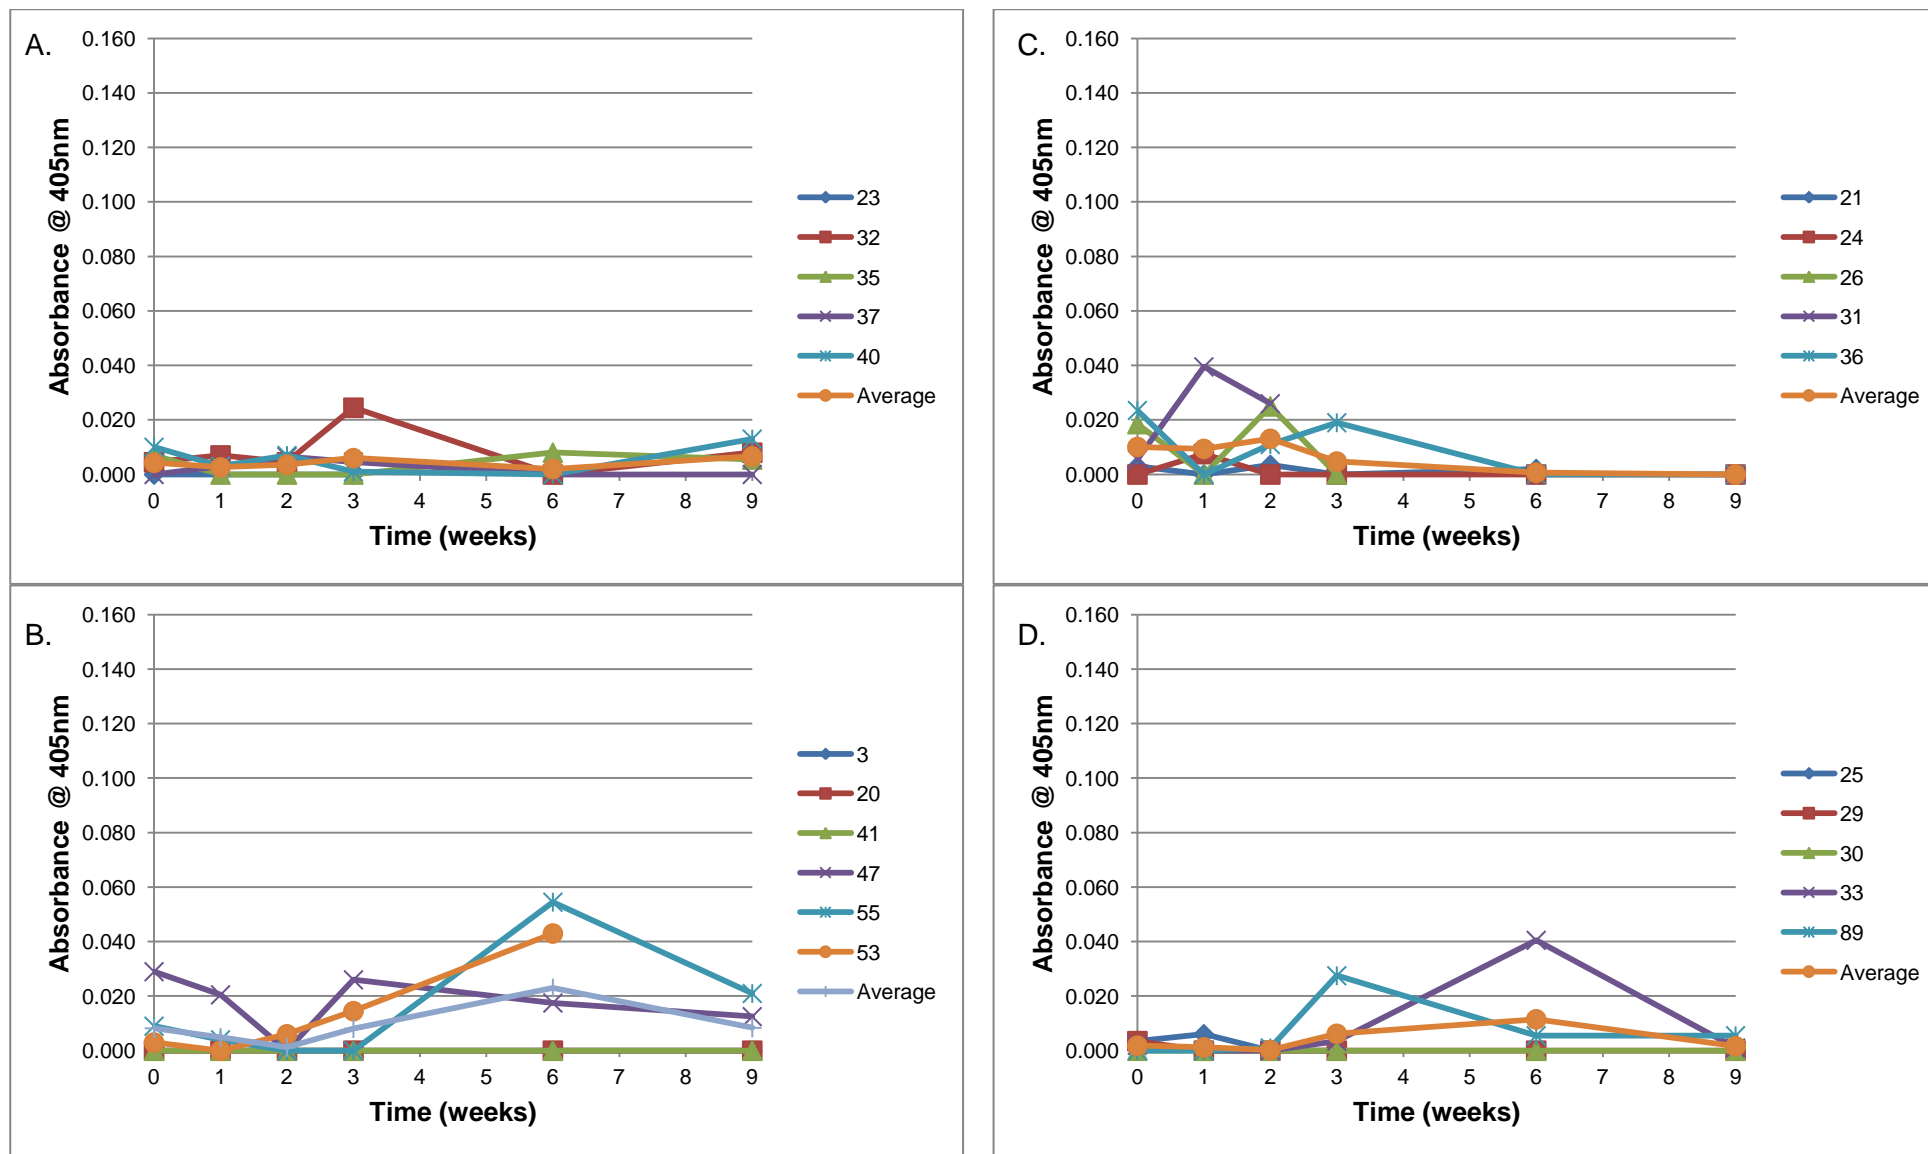 A.
0.160
0.140
0.120
0.100
0.080
0.060
0.040
0.020
0.000
Absorbance @ 405nm
0 1 2 3 4 5 6 7 8 9
Time (weeks)
23
32
35
37
40
Average
C.
0.160
0.140
0.120
0.100
0.080
0.060
0.040
0.020
0.000
Absorbance @ 405nm
0 1 2 3 4 5 6 7 8 9
Time (weeks)
21
24
26
31
36
Average
B.
0.160
0.140
0.120
0.100
0.080
0.060
0.040
0.020
0.000
Absorbance @ 405nm
0 1 2 3 4 5 6 7 8 9
Time (weeks)
3
20
41
47
55
53
Average
D.
0.160
0.140
0.120
0.100
0.080
0.060
0.040
0.020
0.000
Absorbance @ 405nm
0 1 2 3 4 5 6 7 8 9
Time (weeks)
25
29
30
33
89
Average